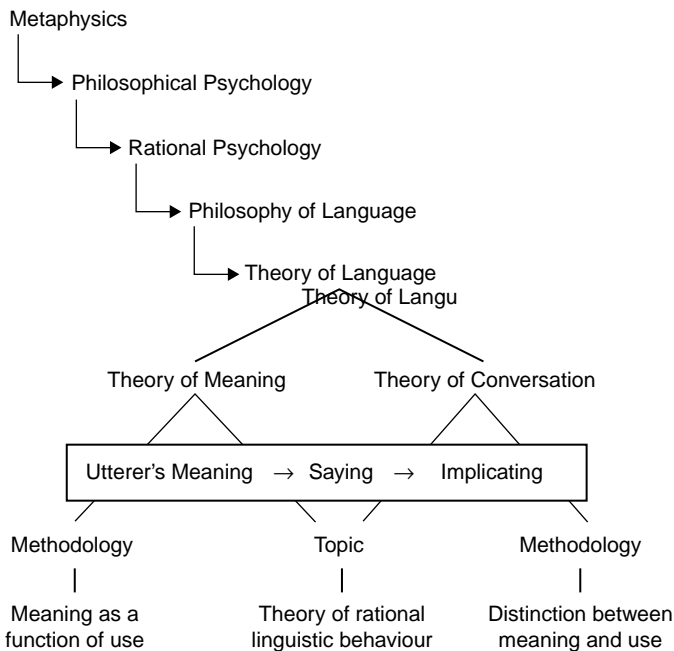 Metaphysics
Philosophical Psychology
Rational Psychology
Philosophy of Language
Theory of Language
Theory of Langu
Theory of Meaning
Theory of Conversation
Utterer's Meaning → Saying → Implicating
Methodology
Topic
Methodology
Meaning as a
function of use
Theory of rational
linguistic behaviour
Distinction between
meaning and use